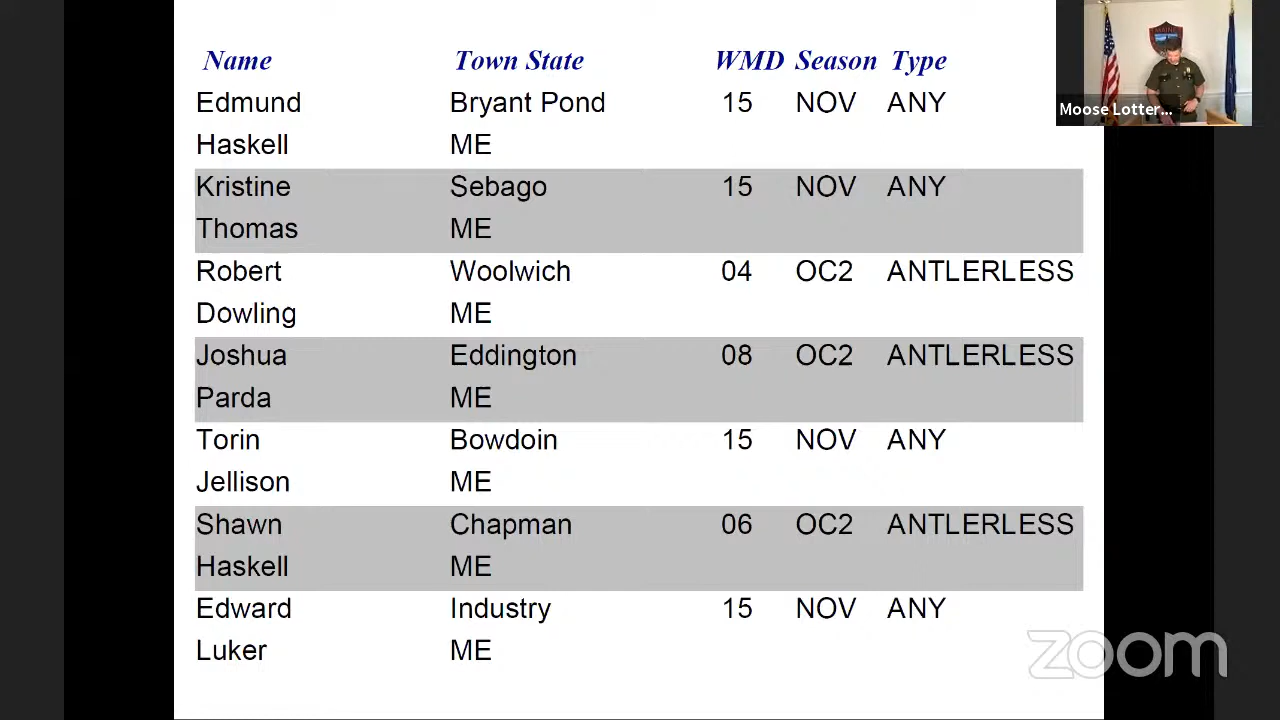 Name Town State WMD Season Type
Edmund Bryant Pond 15 NOV ANY
Haskell ME
Kristine Sebago 15 NOV ANY
Thomas ME
Robert Woolwich 04 OC2 ANTLERLESS
Dowling ME
Joshua Eddington 08 OC2 ANTLERLESS
Parda ME
Torin Bowdoin 15 NOV ANY
Jellison ME
Shawn Chapman 06 OC2 ANTLERLESS
Haskell ME
Edward Industry 15 NOV ANY
Luker ME
MAINE
Moose Lotter...
zoom